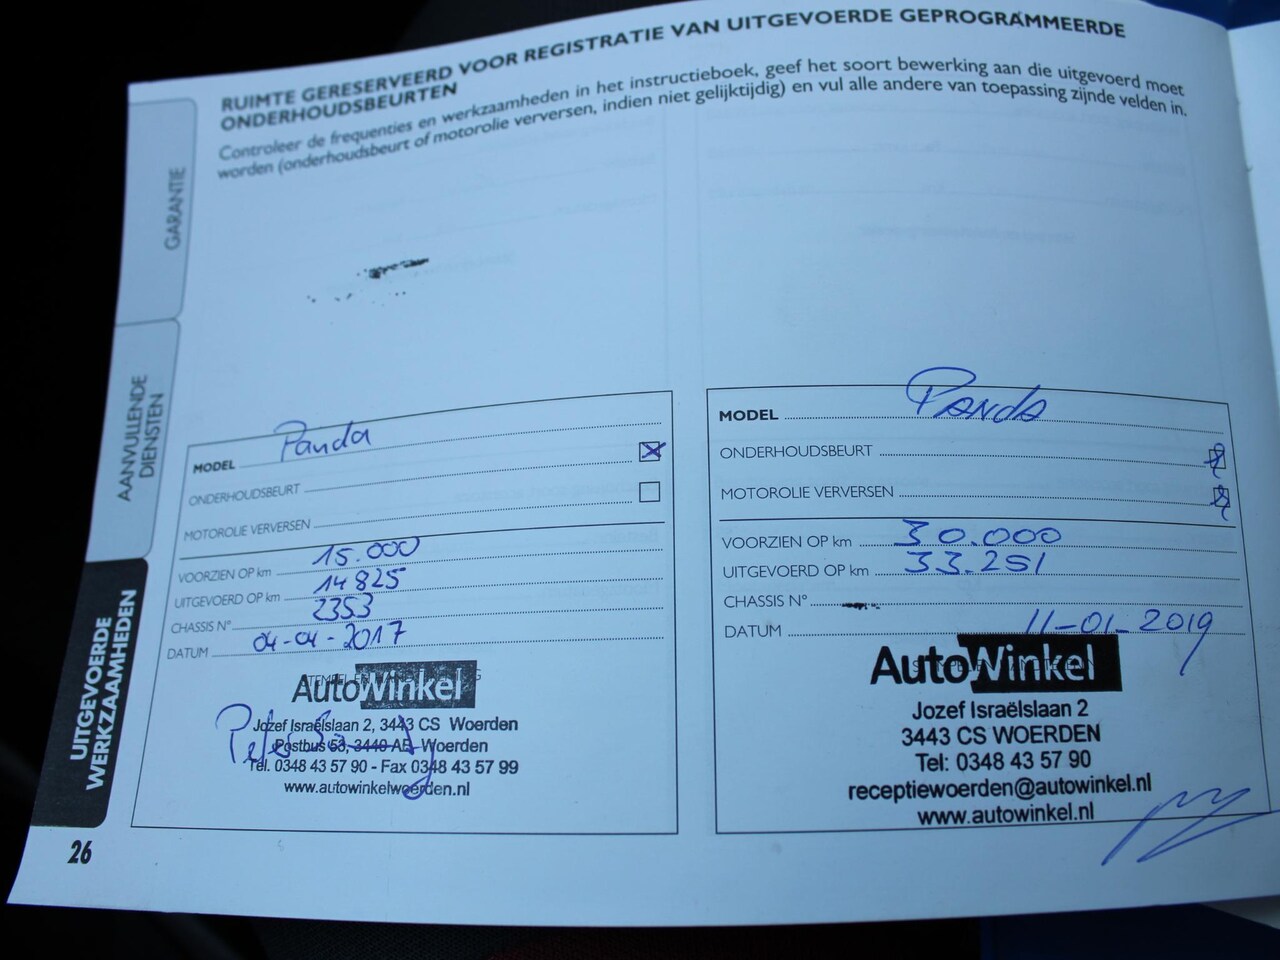 RUIMTE GERESERVEERD VOOR REGISTRATIE VAN UITGEVOERDE GEPROGRAMMEERDE
ONDERHOUDSBEURTEN
Controleer de frequenties en werkzaamheden in het instructieboek, geef het soort bewerking aan die uitgevoerd moet
worden (onderhoudsbeurt of motorolie verversen, indien niet gelijktijdig) en vul alle andere van toepassing zijnde velden in.
GARANTIE
AANVULLENDE
DIENSTEN
UITGEVOERDE
WERKZAAMHEDEN
MODEL Panda
ONDERHOUDSBEURT
MOTOROLIE VERVERSEN
VOORZIEN OP km 15.000
UITGEVOERD OP km 14825
CHASSIS N° 2353
DATUM 04-04-2017
AutoWinkel
Jozef Israëlslaan 2, 3443 CS Woerden
Postbus 53, 3440 AB Woerden
Tel. 0348 43 57 90 - Fax 0348 43 57 99
www.autowinkelwoerden.nl
MODEL Panda
ONDERHOUDSBEURT
MOTOROLIE VERVERSEN
VOORZIEN OP km 30.000
UITGEVOERD OP km 33.251
CHASSIS N°
DATUM 11-01-2019
AutoWinkel
Jozef Israëlslaan 2
3443 CS WOERDEN
Tel: 0348 43 57 90
receptiewoerden@autowinkel.nl
www.autowinkel.nl
26